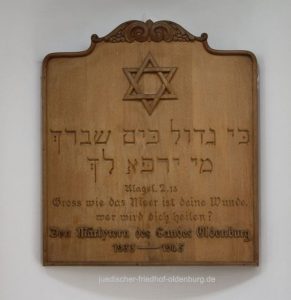 כי גדול כים שברך
מי ירפא לך
Klagel. 2,13
Gross wie das Meer ist deine Wunde,
wer wird dich heilen?
Den Märtyrern des Landes Oldenburg
1933 — 1945
juedischer-friedhof-oldenburg.de